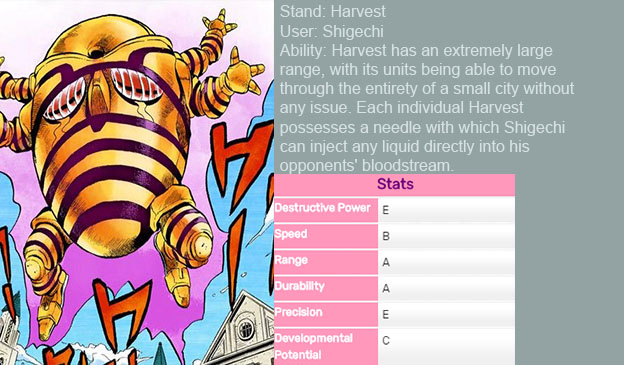 Stand: Harvest
User: Shigechi
Ability: Harvest has an extremely large
range, with its units being able to move
through the entirety of a small city without
any issue. Each individual Harvest
possesses a needle with which Shigechi
can inject any liquid directly into his
opponents' bloodstream.
Stats
Destructive Power E
Speed B
Range A
Durability A
Precision E
Developmental
Potential C